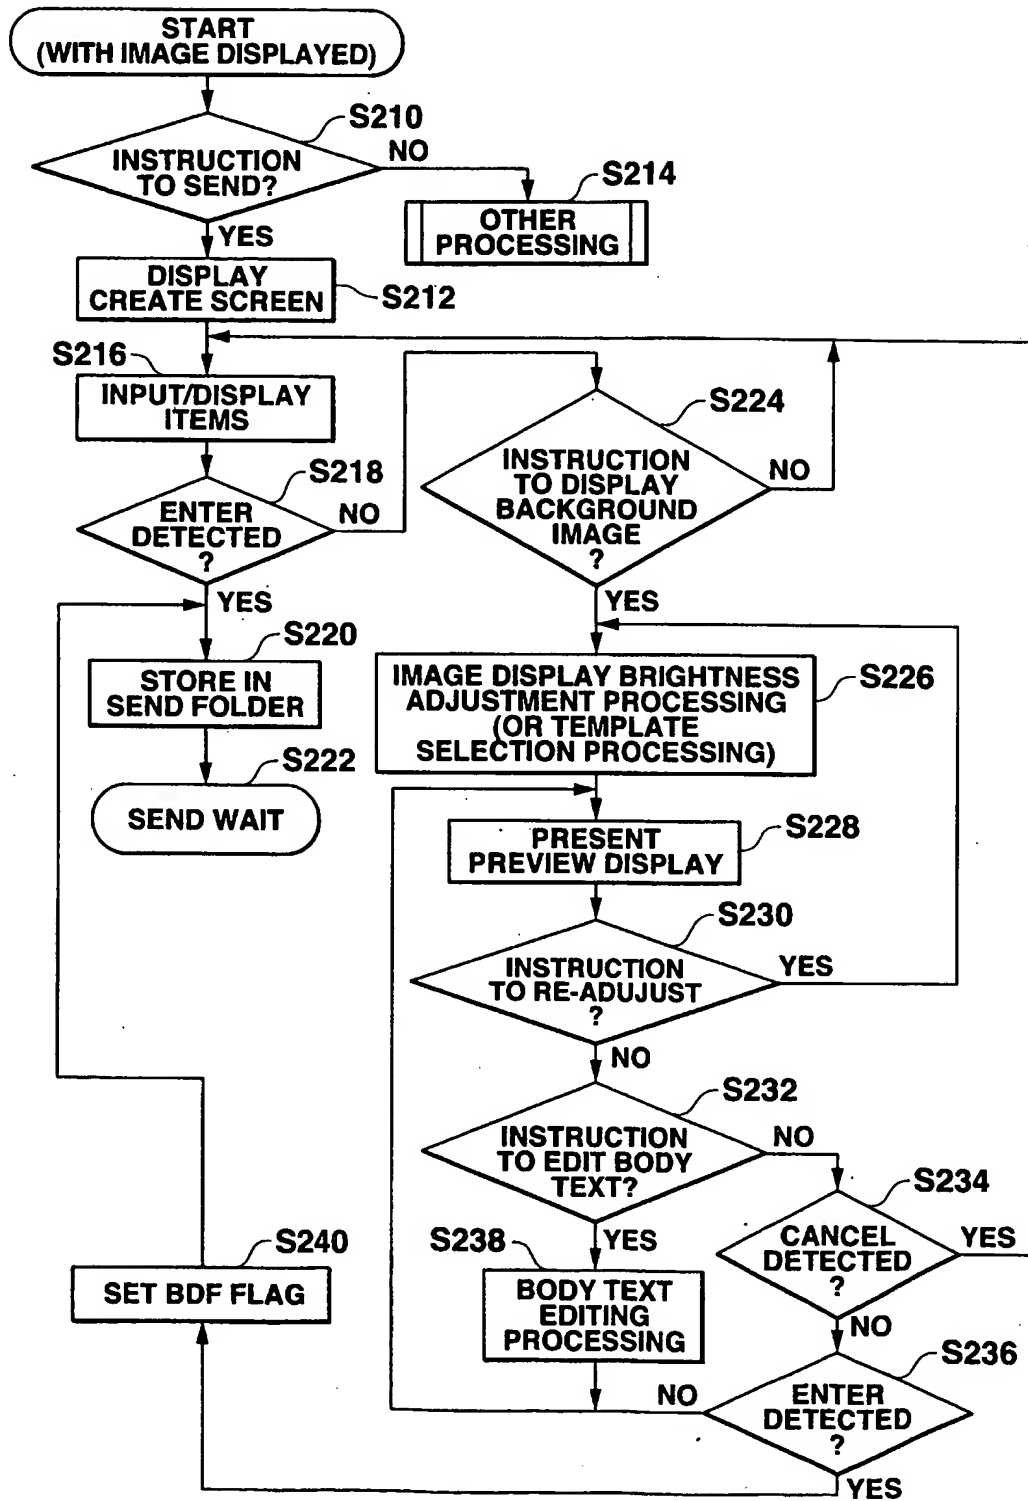 START
(WITH IMAGE DISPLAYED)
S210
INSTRUCTION
TO SEND?
NO
S214
OTHER
PROCESSING
YES
DISPLAY
CREATE SCREEN
S212
S216
INPUT/DISPLAY
ITEMS
S218
ENTER
DETECTED
?
NO
S224
INSTRUCTION
TO DISPLAY
BACKGROUND
IMAGE
?
NO
YES
YES
S220
STORE IN
SEND FOLDER
S222
SEND WAIT
IMAGE DISPLAY BRIGHTNESS
ADJUSTMENT PROCESSING
(OR TEMPLATE
SELECTION PROCESSING)
S226
PRESENT
PREVIEW DISPLAY
S228
S230
INSTRUCTION
TO RE-ADUJUST
?
YES
NO
S232
INSTRUCTION
TO EDIT BODY
TEXT?
NO
S234
CANCEL
DETECTED
?
YES
YES
S238
BODY TEXT
EDITING
PROCESSING
S240
SET BDF FLAG
NO
S236
ENTER
DETECTED
?
NO
YES